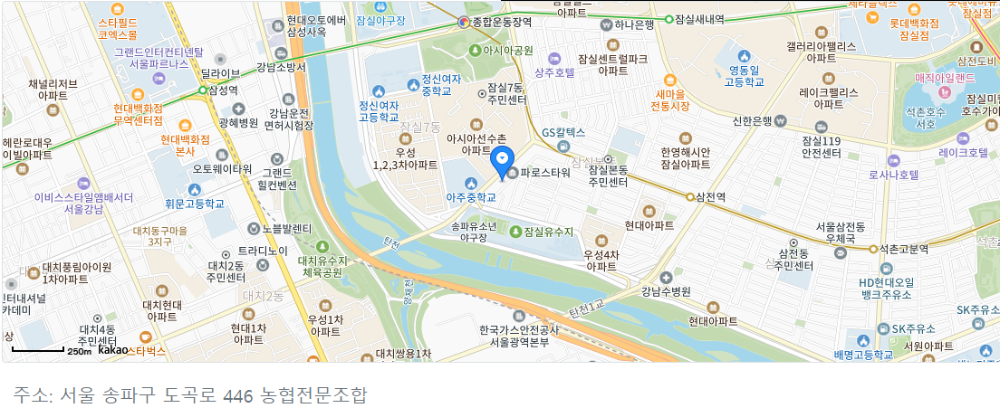 스타필드
코엑스몰
현대오토에버
삼성사옥
잠실야구장
종합운동장역
아파트
하나은행
잠실새내역
롯데백화점
잠실점
그랜드인터컨티넨탈
서울파르나스
딜라이브
강남소방서
아시아공원
상주호텔
잠실센트럴파크
아파트
갤러리아팰리스
아파트
영동일
고등학교
삼전도비
매직아일랜드
채널리저브
아파트
삼성역
정신여자
중학교
정신여자
고등학교
잠실7동
주민센터
새마을
전통시장
레이크팰리스
아파트
석촌호수
서호
현대백화점
무역센터점
광혜병원
강남운전
면허시험장
잠실7동
신한은행
현대백화점
본사
아시아선수촌
아파트
GS칼텍스
잠실119
안전센터
레이크호텔
우성
1,2,3차아파트
한영해시안
잠실아파트
오토웨이타워
그랜드
힐컨벤션
파로스타워
잠실본동
주민센터
로사나호텔
이비스스타일앰배서더
서울강남
휘문고등학교
아주중학교
삼전역
대치동구마을
3지구
노블발렌티
송파유소년
야구장
잠실유수지
현대아파트
서울삼전동
우체국
탄천
트라디노이
대치2동
주민센터
대치유수지
체육공원
우성4차
아파트
삼전동
주민센터
석촌고분역
대치풍림아이원
1차아파트
HD현대오일
뱅크주유소
대치현대
아파트
대치2동
양재천
탄천1교
강남수병원
현대1차
아파트
우성1차
아파트
한국가스안전공사
서울광역본부
현대아파트
SK주유소
SK주유소
대치4동
주민센터
스타벅스
대치쌍용1차
배명고등학교
서원아파트
250m kakao
주소: 서울 송파구 도곡로 446 농협전문조합